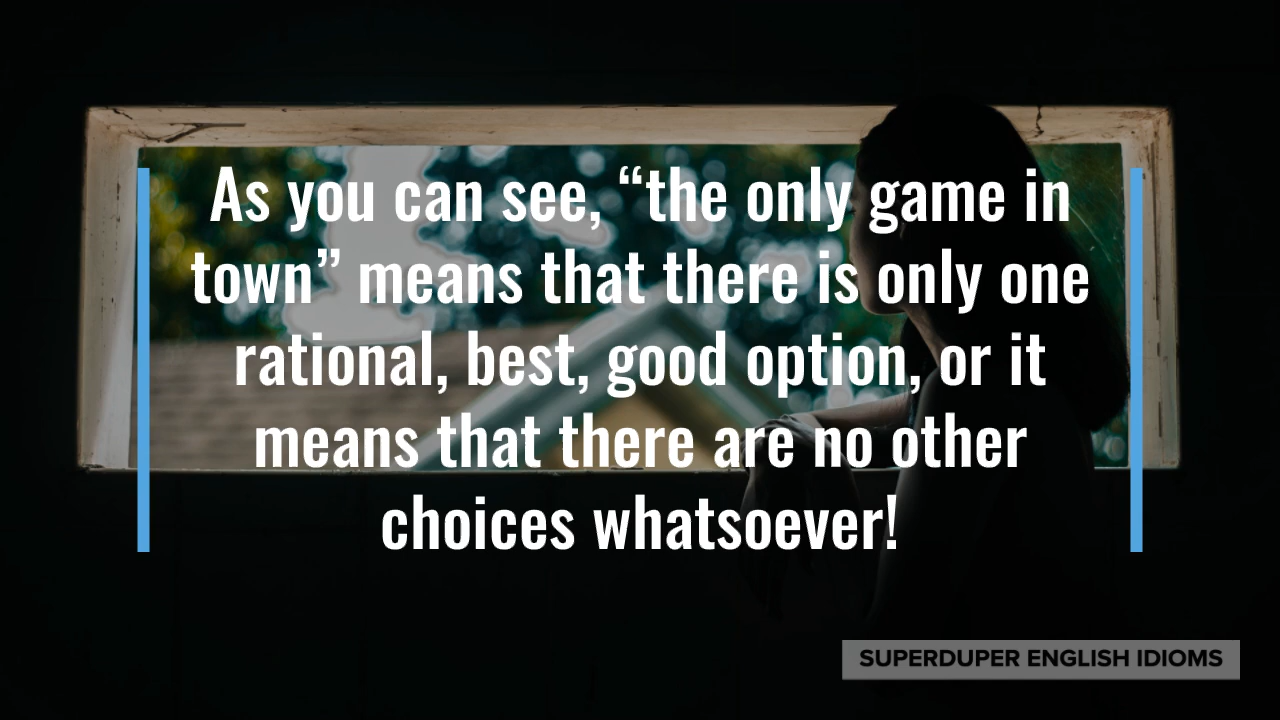 As you can see, “the only game in
town” means that there is only one
rational, best, good option, or it
means that there are no other
choices whatsoever!
SUPERDUPER ENGLISH IDIOMS